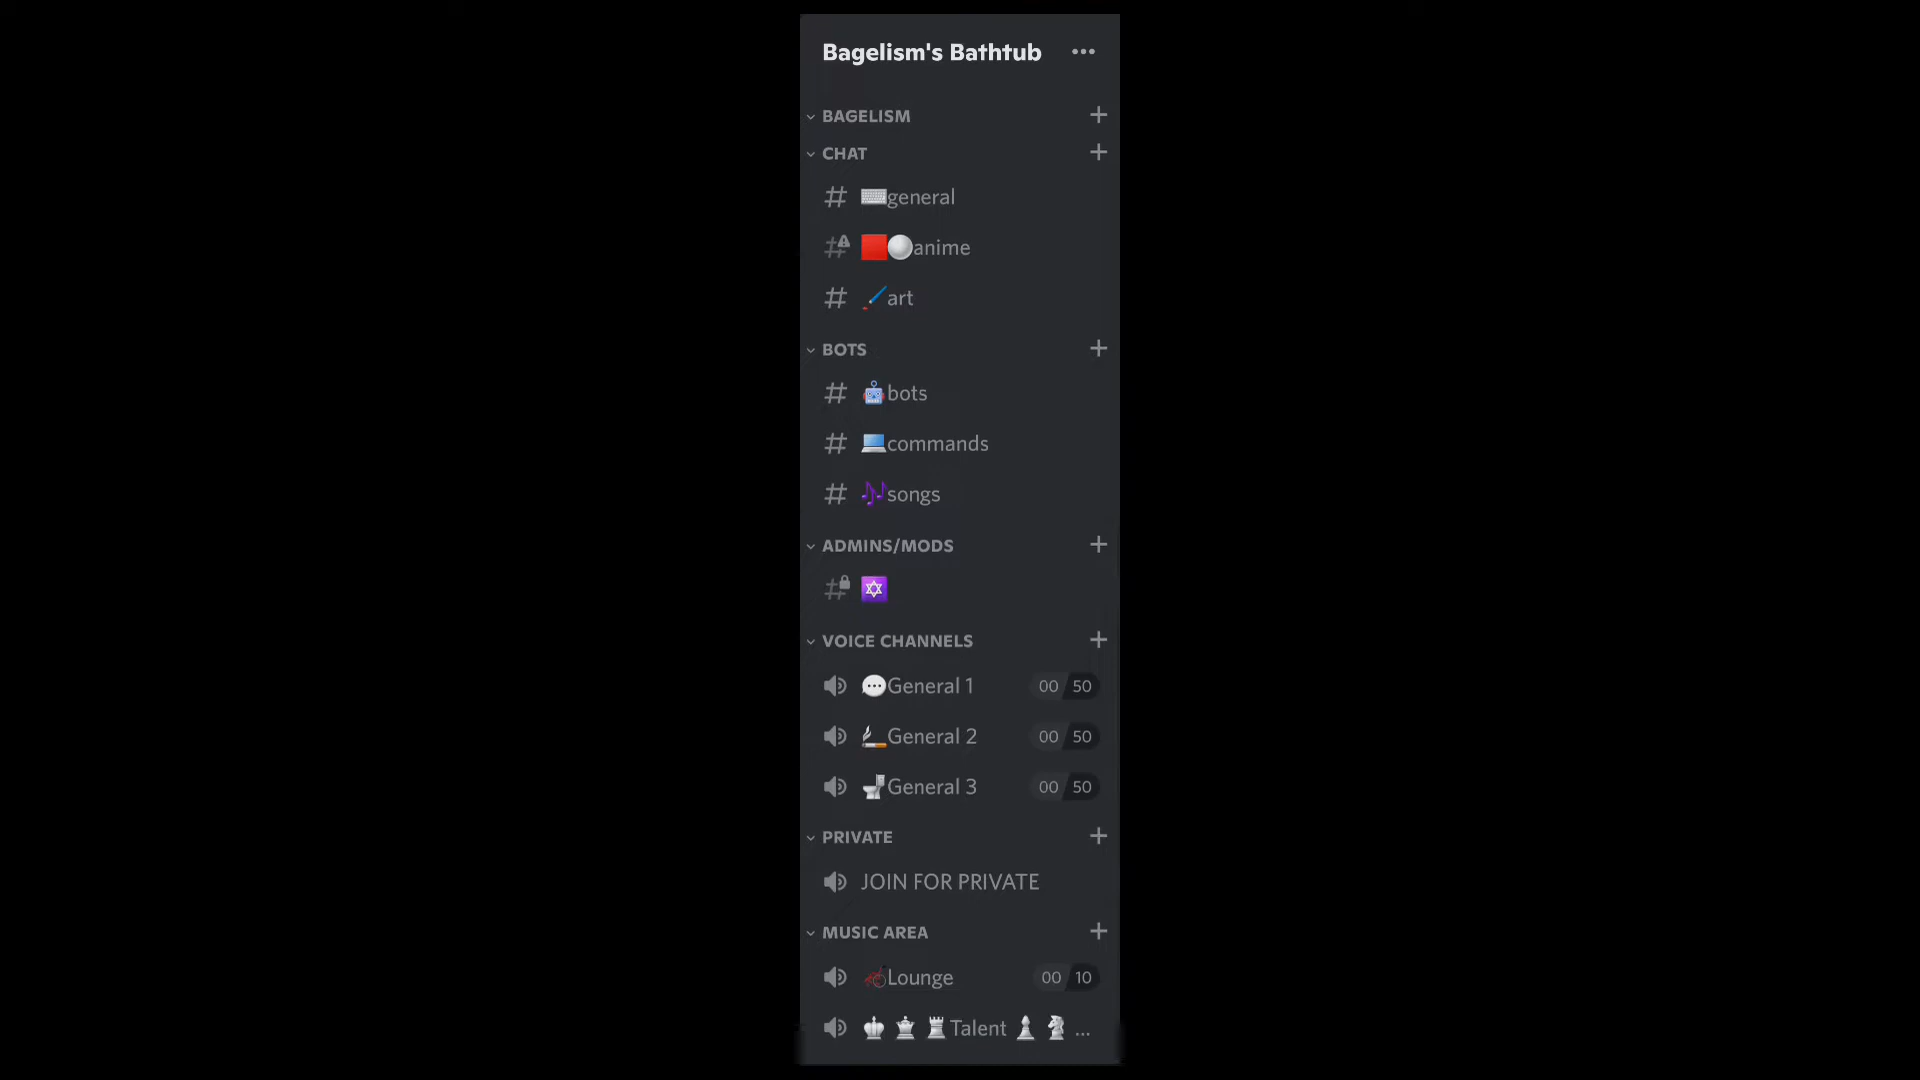 Bagelism's Bathtub
BAGELISM
CHAT
general
anime
art
BOTS
bots
commands
songs
ADMINS/MODS
VOICE CHANNELS
General 1 00 50
General 2 00 50
General 3 00 50
PRIVATE
JOIN FOR PRIVATE
MUSIC AREA
Lounge 00 10
Talent ...